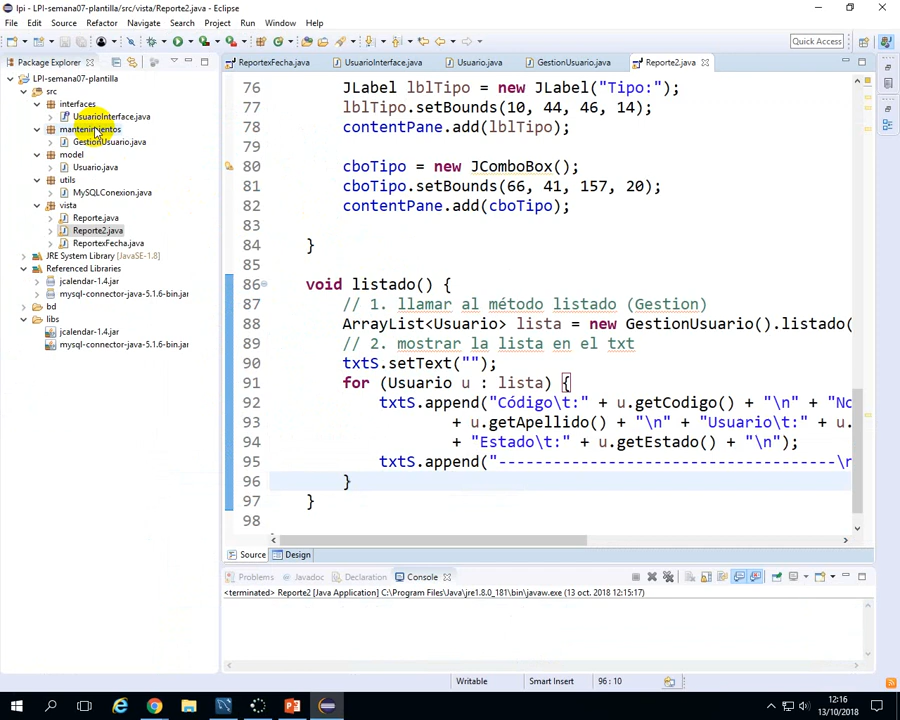 lpi - LPI-semana07-plantilla/src/vista/Reporte2.java - Eclipse
File Edit Source Refactor Navigate Search Project Run Window Help
Quick Access
Package Explorer
ReportexFecha.java UsuarioInterface.java Usuario.java GestionUsuario.java Reporte2.java
LPI-semana07-plantilla
src
interfaces
UsuarioInterface.java
mantenimientos
GestionUsuario.java
model
Usuario.java
utils
MySQLConexion.java
vista
Reporte.java
Reporte2.java
ReportexFecha.java
JRE System Library [JavaSE-1.8]
Referenced Libraries
jcalendar-1.4.jar
mysql-connector-java-5.1.6-bin.jar
bd
libs
jcalendar-1.4.jar
mysql-connector-java-5.1.6-bin.jar
76 JLabel lblTipo = new JLabel("Tipo:");
77 lblTipo.setBounds(10, 44, 46, 14);
78 contentPane.add(lblTipo);
79
80 cboTipo = new JComboBox();
81 cboTipo.setBounds(66, 41, 157, 20);
82 contentPane.add(cboTipo);
83
84 }
85
86 void listado() {
87 // 1. llamar al método listado (Gestion)
88 ArrayList<Usuario> lista = new GestionUsuario().listado(
89 // 2. mostrar la lista en el txt
90 txtS.setText("");
91 for (Usuario u : lista) {
92 txtS.append("Código\t:" + u.getCodigo() + "\n" + "No
93 + u.getApellido() + "\n" + "Usuario\t:" + u.
94 + "Estado\t:" + u.getEstado() + "\n");
95 txtS.append("-------------------------------------\n
96 }
97 }
98
Source Design
Problems Javadoc Declaration Console
<terminated> Reporte2 [Java Application] C:\Program Files\Java\jre1.8.0_181\bin\javaw.exe (13 oct. 2018 12:15:17)
Writable Smart Insert 96 : 10
12:16
13/10/2018